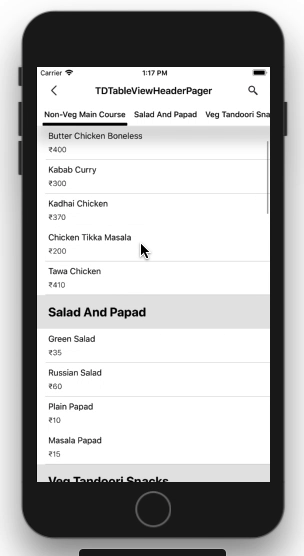 Carrier 1:17 PM
TDTableViewHeaderPager
Non-Veg Main Course Salad And Papad Veg Tandoori Sna
Butter Chicken Boneless
₹400
Kabab Curry
₹300
Kadhai Chicken
₹370
Chicken Tikka Masala
₹200
Tawa Chicken
₹410
Salad And Papad
Green Salad
₹35
Russian Salad
₹60
Plain Papad
₹10
Masala Papad
₹15
Veg Tandoori Snacks